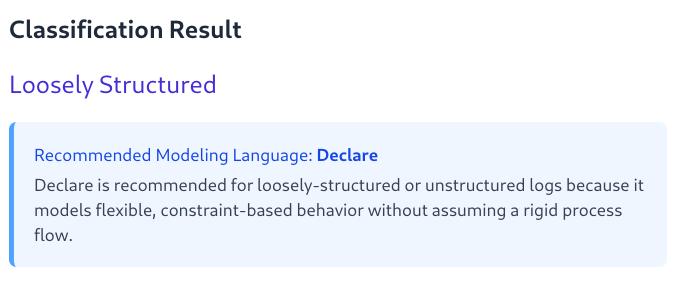 Classification Result
Loosely Structured
Recommended Modeling Language: Declare
Declare is recommended for loosely-structured or unstructured logs because it
models flexible, constraint-based behavior without assuming a rigid process
flow.